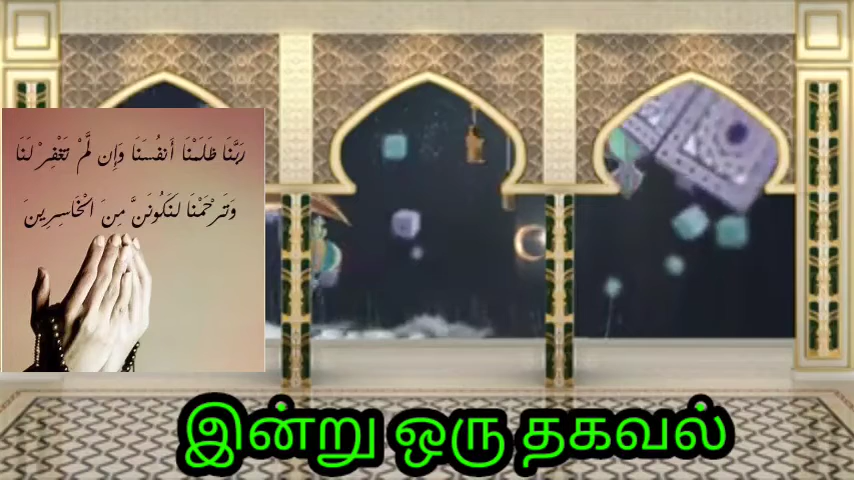 رَبَّنَا ظَلَمْنَا أَنفُسَنَا وَإِن لَّمْ تَغْفِرْ لَنَا
وَتَرْحَمْنَا لَنَكُونَنَّ مِنَ الْخَاسِرِينَ
இன்று ஒரு தகவல்